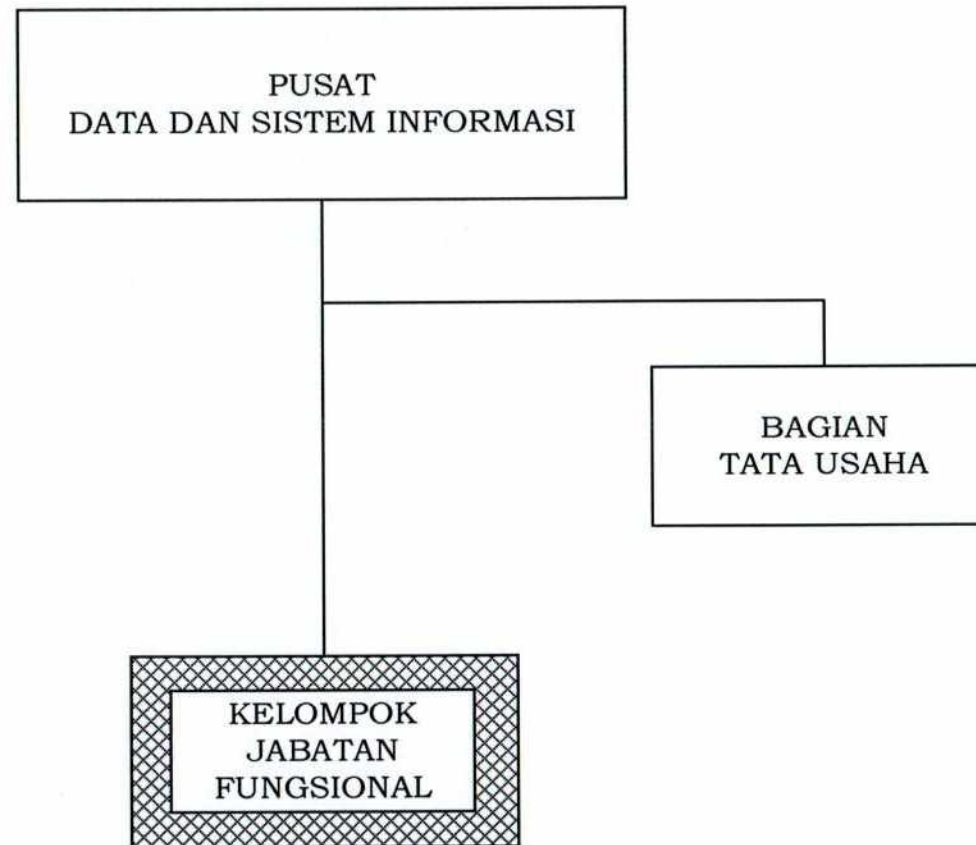 PUSAT
DATA DAN SISTEM INFORMASI
BAGIAN
TATA USAHA
KELOMPOK
JABATAN
FUNGSIONAL